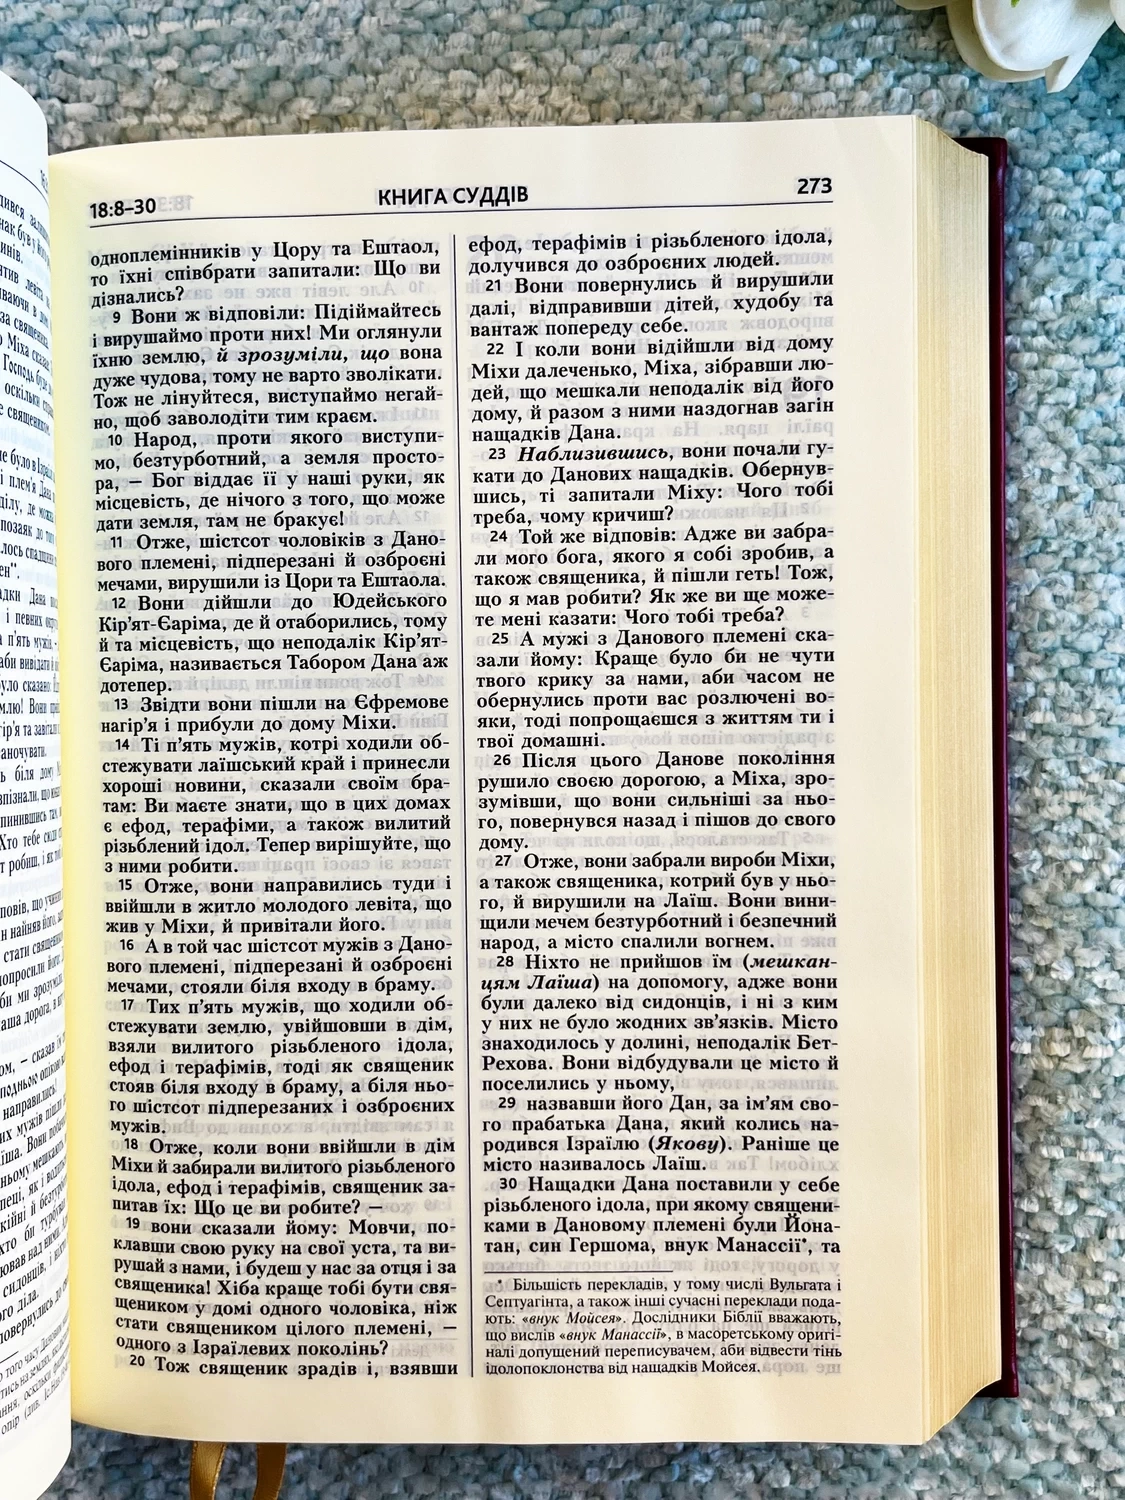 18:8–30
КНИГА СУДДІВ
273
одноплемінників у Цору та Ештаол,
то їхні співбрати запитали: Що ви
дізнались?
9 Вони ж відповіли: Підіймайтесь
і вирушаймо проти них! Ми оглянули
їхню землю, й зрозуміли, що вона
дуже чудова, тому не варто зволікати.
Тож не лінуйтеся, виступаймо негай-
но, щоб заволодіти тим краєм.
10 Народ, проти якого виступи-
мо, безтурботний, а земля просто-
ра, — Бог віддає її у наші руки, як
місцевість, де нічого з того, що може
дати земля, там не бракує!
11 Отже, шістсот чоловіків з Дано-
вого племені, підперезані й озброєні
мечами, вирушили із Цори та Ештаола.
12 Вони дійшли до Юдейського
Кір'ят-Єаріма, де й отаборились, тому
й та місцевість, що неподалік Кір'ят-
Єаріма, називається Табором Дана аж
дотепер.
13 Звідти вони пішли на Єфремове
нагір'я і прибули до дому Міхи.
14 Ті п'ять мужів, котрі ходили об-
стежувати лаїшський край і принесли
хороші новини, сказали своїм бра-
там: Ви маєте знати, що в цих домах
є ефод, терафіми, а також вилитий
різьблений ідол. Тепер вирішуйте, що
з ними робити.
15 Отже, вони направились туди і
ввійшли в житло молодого левіта, що
жив у Міхи, й привітали його.
16 А в той час шістсот мужів з Дано-
вого племені, підперезані й озброєні
мечами, стояли біля входу в браму.
17 Тих п'ять мужів, що ходили об-
стежувати землю, увійшовши в дім,
взяли вилитого різьбленого ідола,
ефод і терафімів, тоді як священик
стояв біля входу в браму, а біля ньо-
го шістсот підперезаних і озброєних
мужів.
18 Отже, коли вони ввійшли в дім
Міхи й забирали вилитого різьбленого
ідола, ефод і терафімів, священик за-
питав їх: Що це ви робите? —
19 вони сказали йому: Мовчи, по-
клавши свою руку на свої уста, та ви-
рушай з нами, і будеш у нас за отця і за
священика! Хіба краще тобі бути свя-
щеником у домі одного чоловіка, ніж
стати священиком цілого племені, —
одного з Ізраїлевих поколінь?
20 Тож священик зрадів і, взявши
ефод, терафімів і різьбленого ідола,
долучився до озброєних людей.
21 Вони повернулись й вирушили
далі, відправивши дітей, худобу та
вантаж попереду себе.
22 І коли вони відійшли від дому
Міхи далеченько, Міха, зібравши лю-
дей, що мешкали неподалік від його
дому, й разом з ними наздогнав загін
нащадків Дана.
23 Наблизившись, вони почали гу-
кати до Данових нащадків. Обернув-
шись, ті запитали Міху: Чого тобі
треба, чому кричиш?
24 Той же відповів: Адже ви забра-
ли мого бога, якого я собі зробив, а
також священика, й пішли геть! Тож,
що я мав робити? Як же ви ще може-
те мені казати: Чого тобі треба?
25 А мужі з Данового племені ска-
зали йому: Краще було би не чути
твого крику за нами, аби часом не
обернулись проти вас розлючені во-
яки, тоді попрощаєшся з життям ти і
твої домашні.
26 Після цього Данове покоління
рушило своєю дорогою, а Міха, зро-
зумівши, що вони сильніші за ньо-
го, повернувся назад і пішов до свого
дому.
27 Отже, вони забрали вироби Міхи,
а також священика, котрий був у ньо-
го, й вирушили на Лаїш. Вони вини-
щили мечем безтурботний і безпечний
народ, а місто спалили вогнем.
28 Ніхто не прийшов їм (мешкан-
цям Лаїша) на допомогу, адже вони
були далеко від сидонців, і ні з ким
у них не було жодних зв'язків. Місто
знаходилось у долині, неподалік Бет-
Рехова. Вони відбудували це місто й
поселились у ньому,
29 назвавши його Дан, за ім'ям сво-
го прабатька Дана, який колись на-
родився Ізраїлю (Якову). Раніше це
місто називалось Лаїш.
30 Нащадки Дана поставили у себе
різьбленого ідола, при якому священи-
ками в Дановому племені були Йона-
тан, син Гершома, внук Манассії*, та
* Більшість перекладів, у тому числі Вульгата і
Септуагінта, а також інші сучасні переклади пода-
ють: «внук Мойсея». Дослідники Біблії вважають,
що вислів «внук Манассії», в масоретському оригі-
налі допущений переписувачем, аби відвести тінь
ідолопоклонства від нащадків Мойсея.